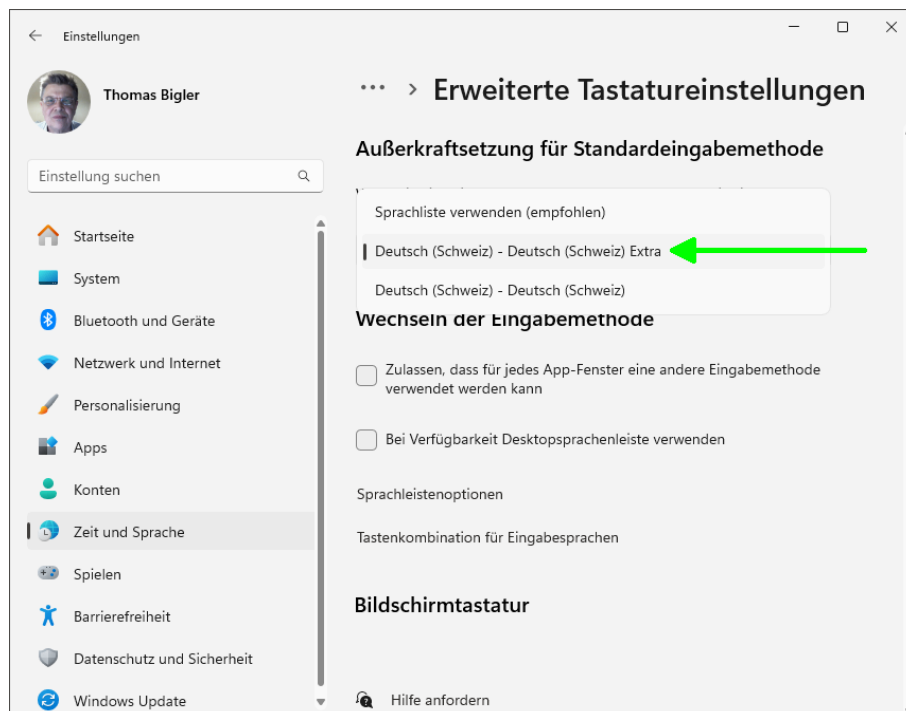 Einstellungen
Thomas Bigler
Einstellung suchen
Startseite
System
Bluetooth und Geräte
Netzwerk und Internet
Personalisierung
Apps
Konten
Zeit und Sprache
Spielen
Barrierefreiheit
Datenschutz und Sicherheit
Windows Update
Erweiterte Tastatureinstellungen
Außerkraftsetzung für Standardeingabemethode
Sprachliste verwenden (empfohlen)
Deutsch (Schweiz) - Deutsch (Schweiz) Extra
Deutsch (Schweiz) - Deutsch (Schweiz)
Wechseln der Eingabemethode
Zulassen, dass für jedes App-Fenster eine andere Eingabemethode
verwendet werden kann
Bei Verfügbarkeit Desktopsprachenleiste verwenden
Sprachleistenoptionen
Tastenkombination für Eingabesprachen
Bildschirmtastatur
Hilfe anfordern